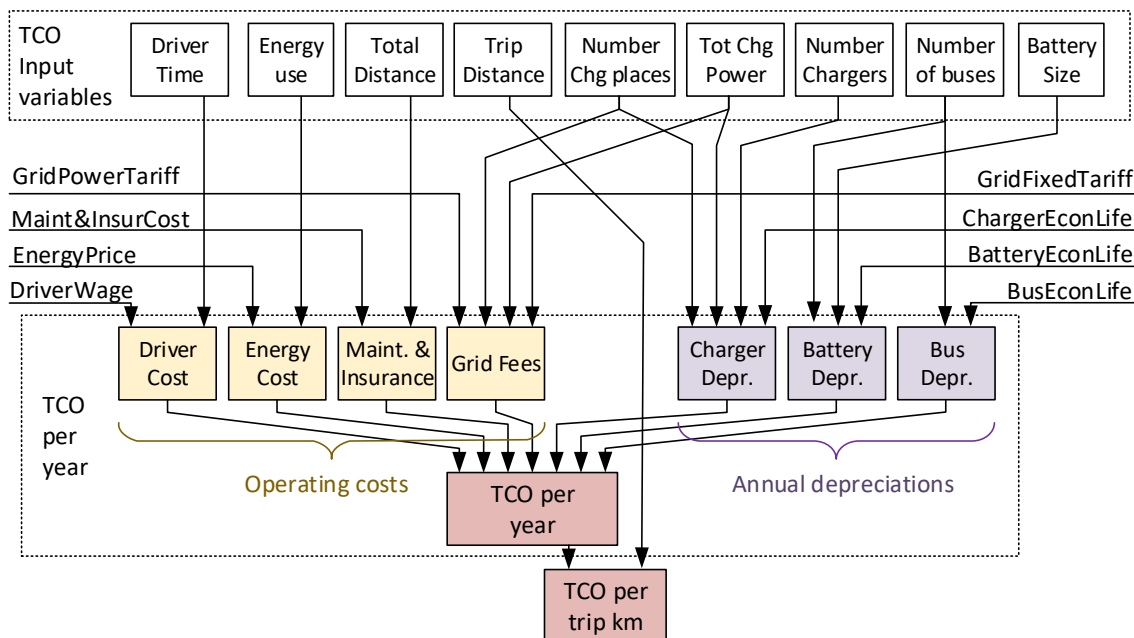 TCO
Input
variables
Driver
Time
Energy
use
Total
Distance
Trip
Distance
Number
Chg places
Tot Chg
Power
Number
Chargers
Number
of buses
Battery
Size
GridPowerTariff
GridFixedTariff
Maint&InsurCost
ChargerEconLife
EnergyPrice
BatteryEconLife
DriverWage
BusEconLife
TCO
per
year
Driver
Cost
Energy
Cost
Maint. &
Insurance
Grid Fees
Charger
Depr.
Battery
Depr.
Bus
Depr.
Operating costs
Annual depreciations
TCO per
year
TCO per
trip km